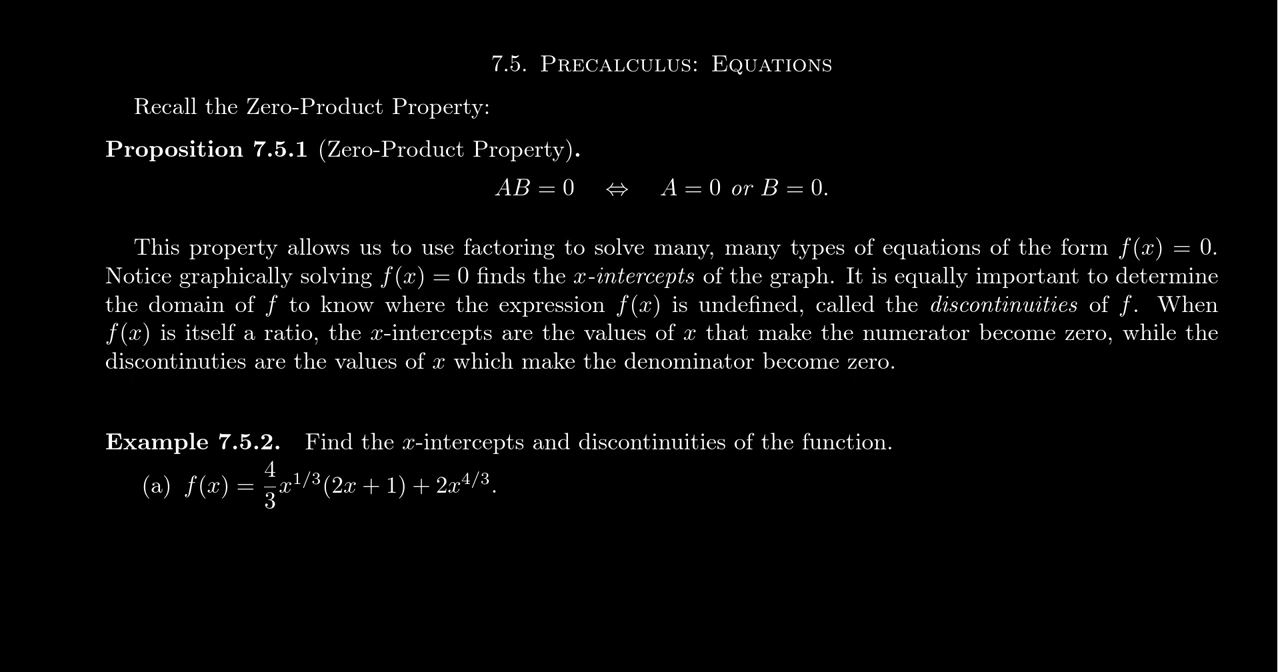 7.5. Precalculus: Equations
Recall the Zero-Product Property:
Proposition 7.5.1 (Zero-Product Property).
AB = 0 ⇔ A = 0 or B = 0.
This property allows us to use factoring to solve many, many types of equations of the form f(x) = 0.
Notice graphically solving f(x) = 0 finds the x-intercepts of the graph. It is equally important to determine
the domain of f to know where the expression f(x) is undefined, called the discontinuities of f. When
f(x) is itself a ratio, the x-intercepts are the values of x that make the numerator become zero, while the
discontinuties are the values of x which make the denominator become zero.
Example 7.5.2. Find the x-intercepts and discontinuities of the function.
(a) f(x) = 4/3 x^{1/3}(2x + 1) + 2x^{4/3}.